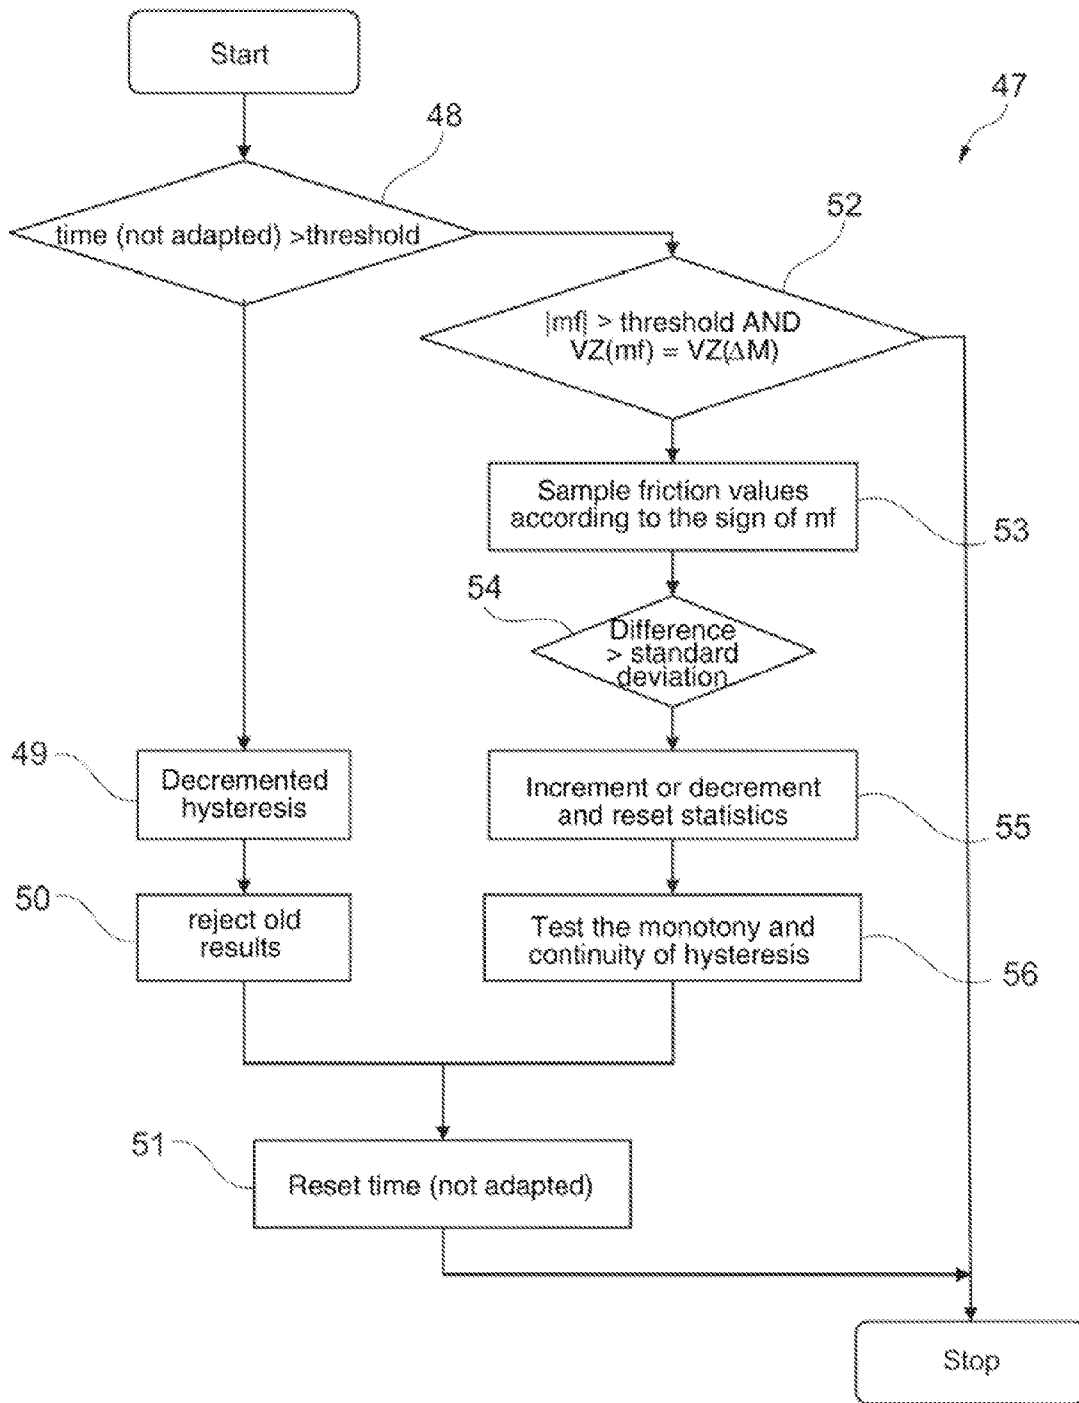 Start
48
47
time (not adapted) >threshold
52
|mf| > threshold AND
VZ(mf) = VZ(ΔM)
Sample friction values
according to the sign of mf
53
54
Difference
> standard
deviation
49
Decremented
hysteresis
Increment or decrement
and reset statistics
55
50
reject old
results
Test the monotony and
continuity of hysteresis
56
51
Reset time (not adapted)
Stop